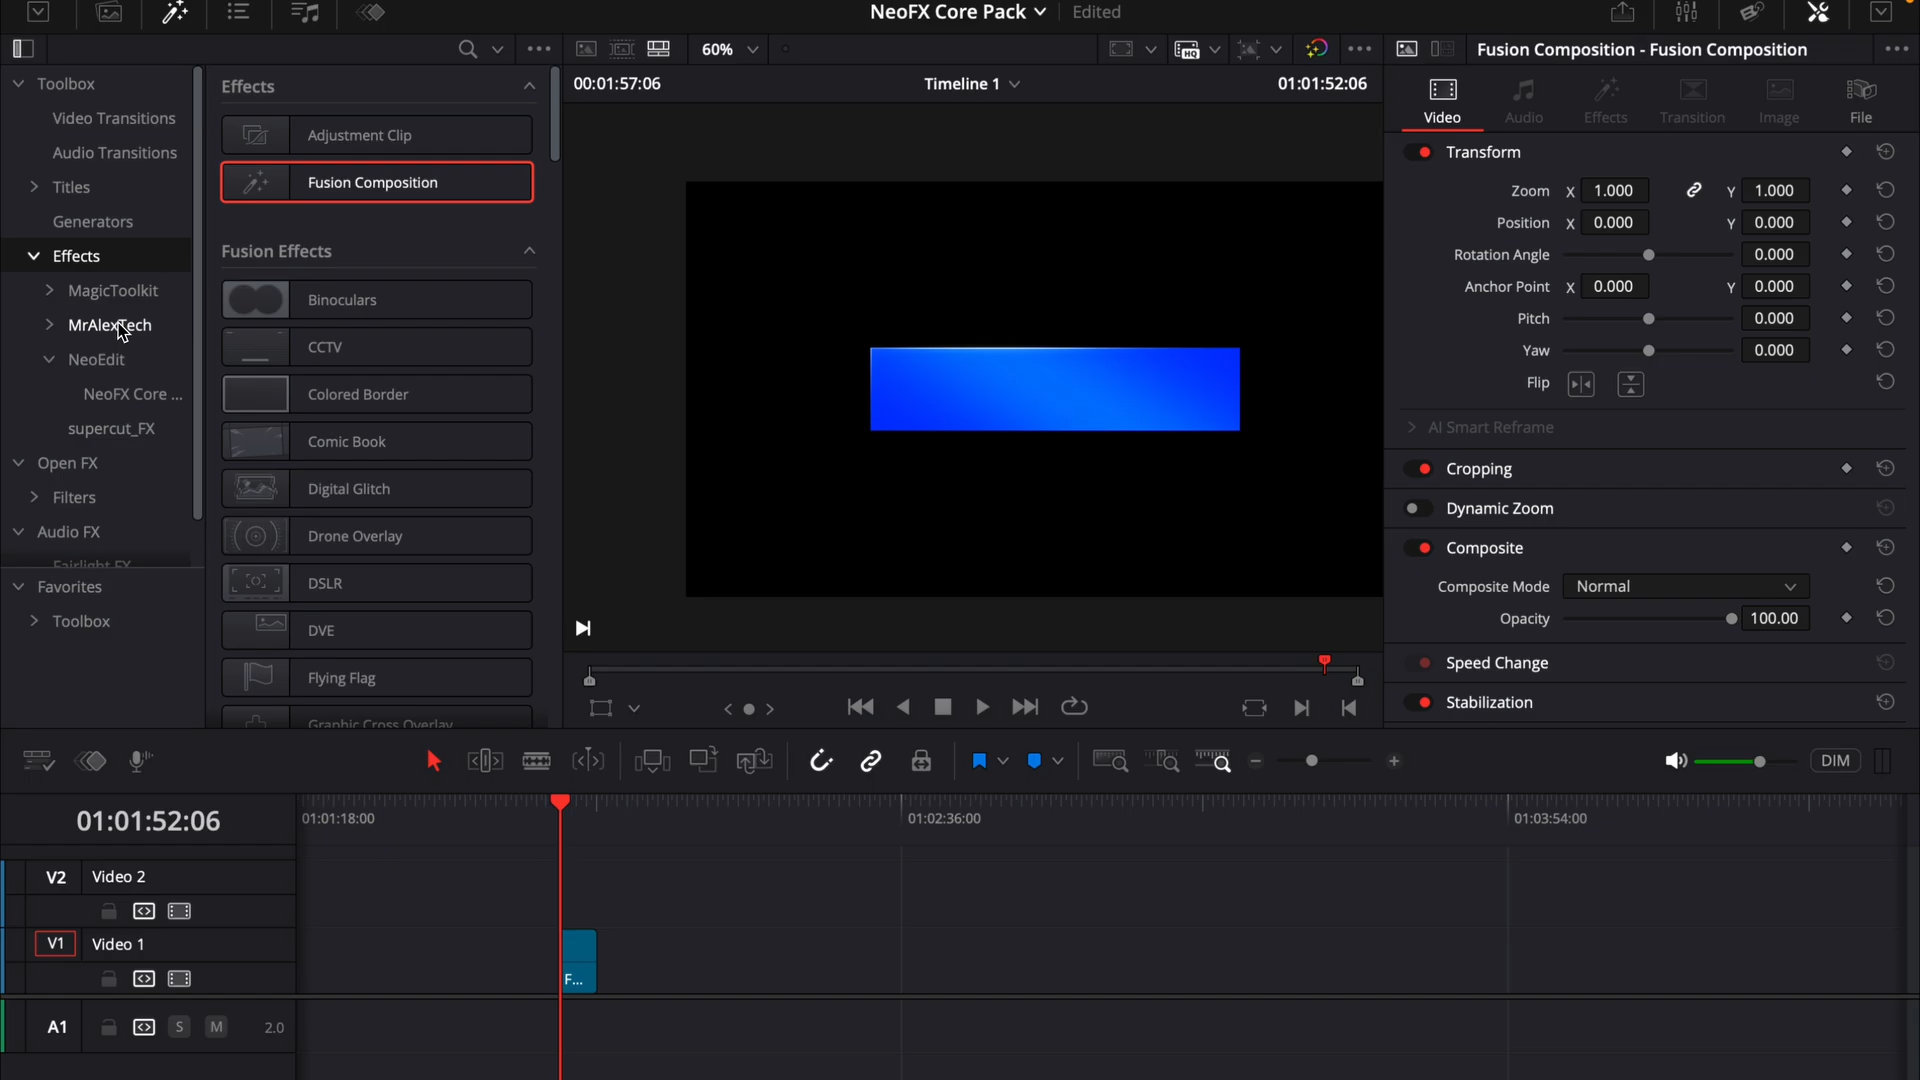 NeoFX Core Pack Edited
60%
Fusion Composition - Fusion Composition
Toolbox
Video Transitions
Audio Transitions
Titles
Generators
Effects
MagicToolkit
MrAlexTech
NeoEdit
NeoFX Core ...
supercut_FX
Open FX
Filters
Audio FX
Fairlight FX
Favorites
Toolbox
Effects
Adjustment Clip
Fusion Composition
Fusion Effects
Binoculars
CCTV
Colored Border
Comic Book
Digital Glitch
Drone Overlay
DSLR
DVE
Flying Flag
Graphic Cross Overlay
00:01:57:06
Timeline 1
01:01:52:06
HQ
Video Audio Effects Transition Image File
Transform
Zoom X 1.000 Y 1.000
Position X 0.000 Y 0.000
Rotation Angle 0.000
Anchor Point X 0.000 Y 0.000
Pitch 0.000
Yaw 0.000
Flip
AI Smart Reframe
Cropping
Dynamic Zoom
Composite
Composite Mode Normal
Opacity 100.00
Speed Change
Stabilization
DIM
01:01:52:06
01:01:18:00 01:02:36:00 01:03:54:00
V2 Video 2
V1 Video 1
F...
A1 S M 2.0